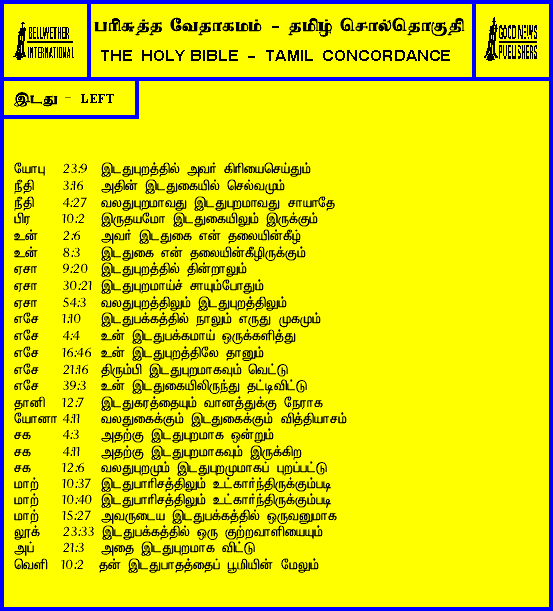 BELLWETHER
INTERNATIONAL
பரிசுத்த வேதாகமம் - தமிழ் சொல்தொகுதி
THE HOLY BIBLE - TAMIL CONCORDANCE
GOOD NEWS
PUBLISHERS
இடது - LEFT
யோபு 23:9 இடதுபுறத்தில் அவர் கிரியைசெய்தும்
நீதி 3:16 அதின் இடதுகையில் செல்வமும்
நீதி 4:27 வலதுபுறமாவது இடதுபுறமாவது சாயாதே
பிர 10:2 இருதயமோ இடதுகையிலும் இருக்கும்
உன் 2:6 அவர் இடதுகை என் தலையின்கீழ்
உன் 8:3 இடதுகை என் தலையின்கீழிருக்கும்
ஏசா 9:20 இடதுபுறத்தில் தின்றாலும்
ஏசா 30:21 இடதுபுறமாய்ச் சாயும்போதும்
ஏசா 54:3 வலதுபுறத்திலும் இடதுபுறத்திலும்
எசே 1:10 இடதுபக்கத்தில் நாலும் எருது முகமும்
எசே 4:4 உன் இடதுபக்கமாய் ஒருக்களித்து
எசே 16:46 உன் இடதுபுறத்திலே தானும்
எசே 21:16 திரும்பி இடதுபுறமாகவும் வெட்டு
எசே 39:3 உன் இடதுகையிலிருந்து தட்டிவிட்டு
தானி 12:7 இடதுகரத்தையும் வானத்துக்கு நேராக
யோனா 4:11 வலதுகைக்கும் இடதுகைக்கும் வித்தியாசம்
சக 4:3 அதற்கு இடதுபுறமாக ஒன்றும்
சக 4:11 அதற்கு இடதுபுறமாகவும் இருக்கிற
சக 12:6 வலதுபுறமும் இடதுபுறமுமாகப் புறப்பட்டு
மாற் 10:37 இடதுபாரிசத்திலும் உட்கார்ந்திருக்கும்படி
மாற் 10:40 இடதுபாரிசத்திலும் உட்கார்ந்திருக்கும்படி
மாற் 15:27 அவருடைய இடதுபக்கத்தில் ஒருவனுமாக
லூக் 23:33 இடதுபக்கத்தில் ஒரு குற்றவாளியையும்
அப் 21:3 அதை இடதுபுறமாக விட்டு
வெளி 10:2 தன் இடதுபாதத்தைப் பூமியின் மேலும்